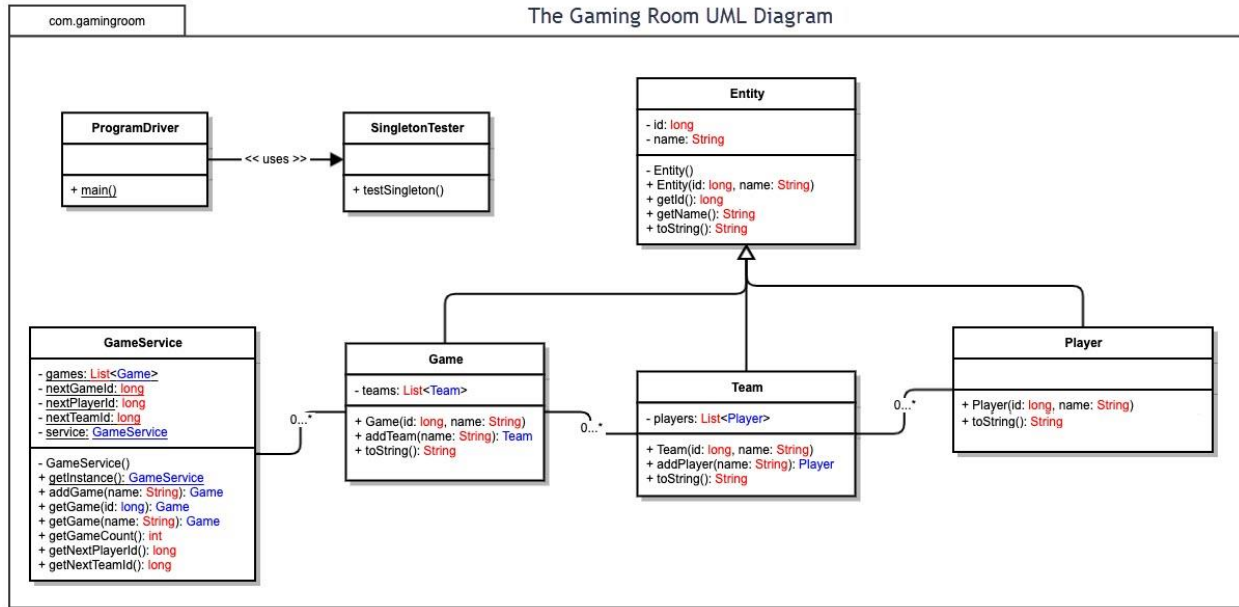 com.gamingroom
The Gaming Room UML Diagram
Entity
- id: long
- name: String
- Entity()
+ Entity(id: long, name: String)
+ getId(): long
+ getName(): String
+ toString(): String
ProgramDriver
+ main()
<< uses >>
SingletonTester
+ testSingleton()
GameService
- games: List<Game>
- nextGameId: long
- nextPlayerId: long
- nextTeamId: long
- service: GameService
- GameService()
+ getInstance(): GameService
+ addGame(name: String): Game
+ getGame(id: long): Game
+ getGame(name: String): Game
+ getGameCount(): int
+ getNextPlayerId(): long
+ getNextTeamId(): long
0...*
Game
- teams: List<Team>
+ Game(id: long, name: String)
+ addTeam(name: String): Team
+ toString(): String
0...*
Team
- players: List<Player>
+ Team(id: long, name: String)
+ addPlayer(name: String): Player
+ toString(): String
0...*
Player
+ Player(id: long, name: String)
+ toString(): String